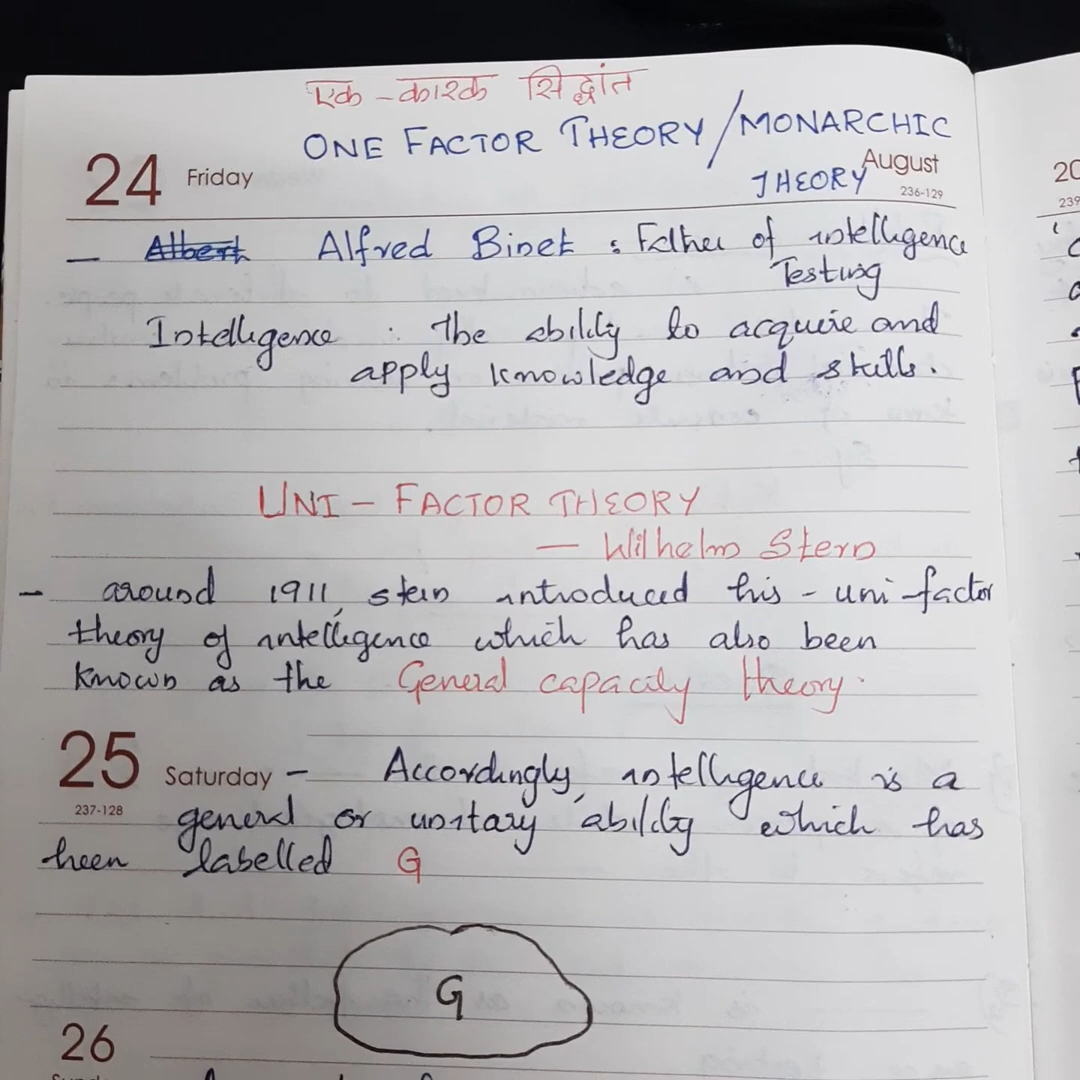 एक - कारक सिद्धांत
ONE FACTOR THEORY / MONARCHIC
24 Friday
THEORY August
236-129
– Albert Alfred Binet : Father of intelligence
Testing
Intelligence : The ability to acquire and
apply knowledge and skills.
UNI - FACTOR THEORY
— Wilhelm Stern
– around 1911, stern introduced this - uni-factor
theory of intelligence which has also been
known as the General capacity theory.
25 Saturday – Accordingly, intelligence is a
237-128
general or unitary ability which has
been labelled G
G
26
20
239